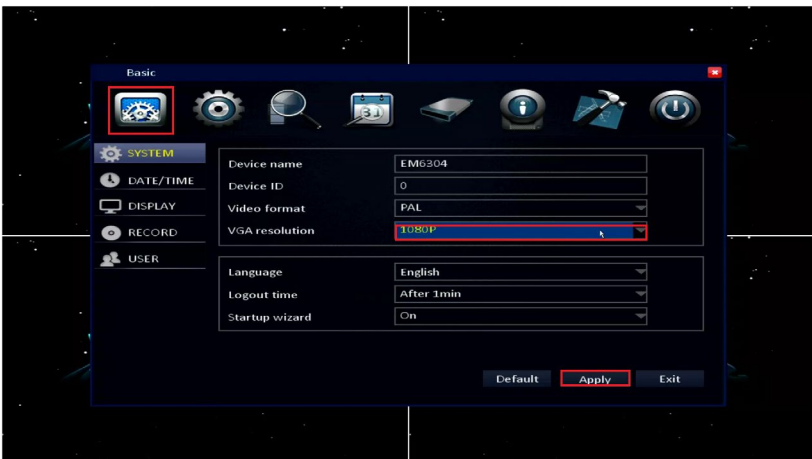 Basic
31
SYSTEM
DATE/TIME
DISPLAY
RECORD
USER
Device name EM6304
Device ID 0
Video format PAL
VGA resolution 1080P
Language English
Logout time After 1min
Startup wizard On
Default Apply Exit